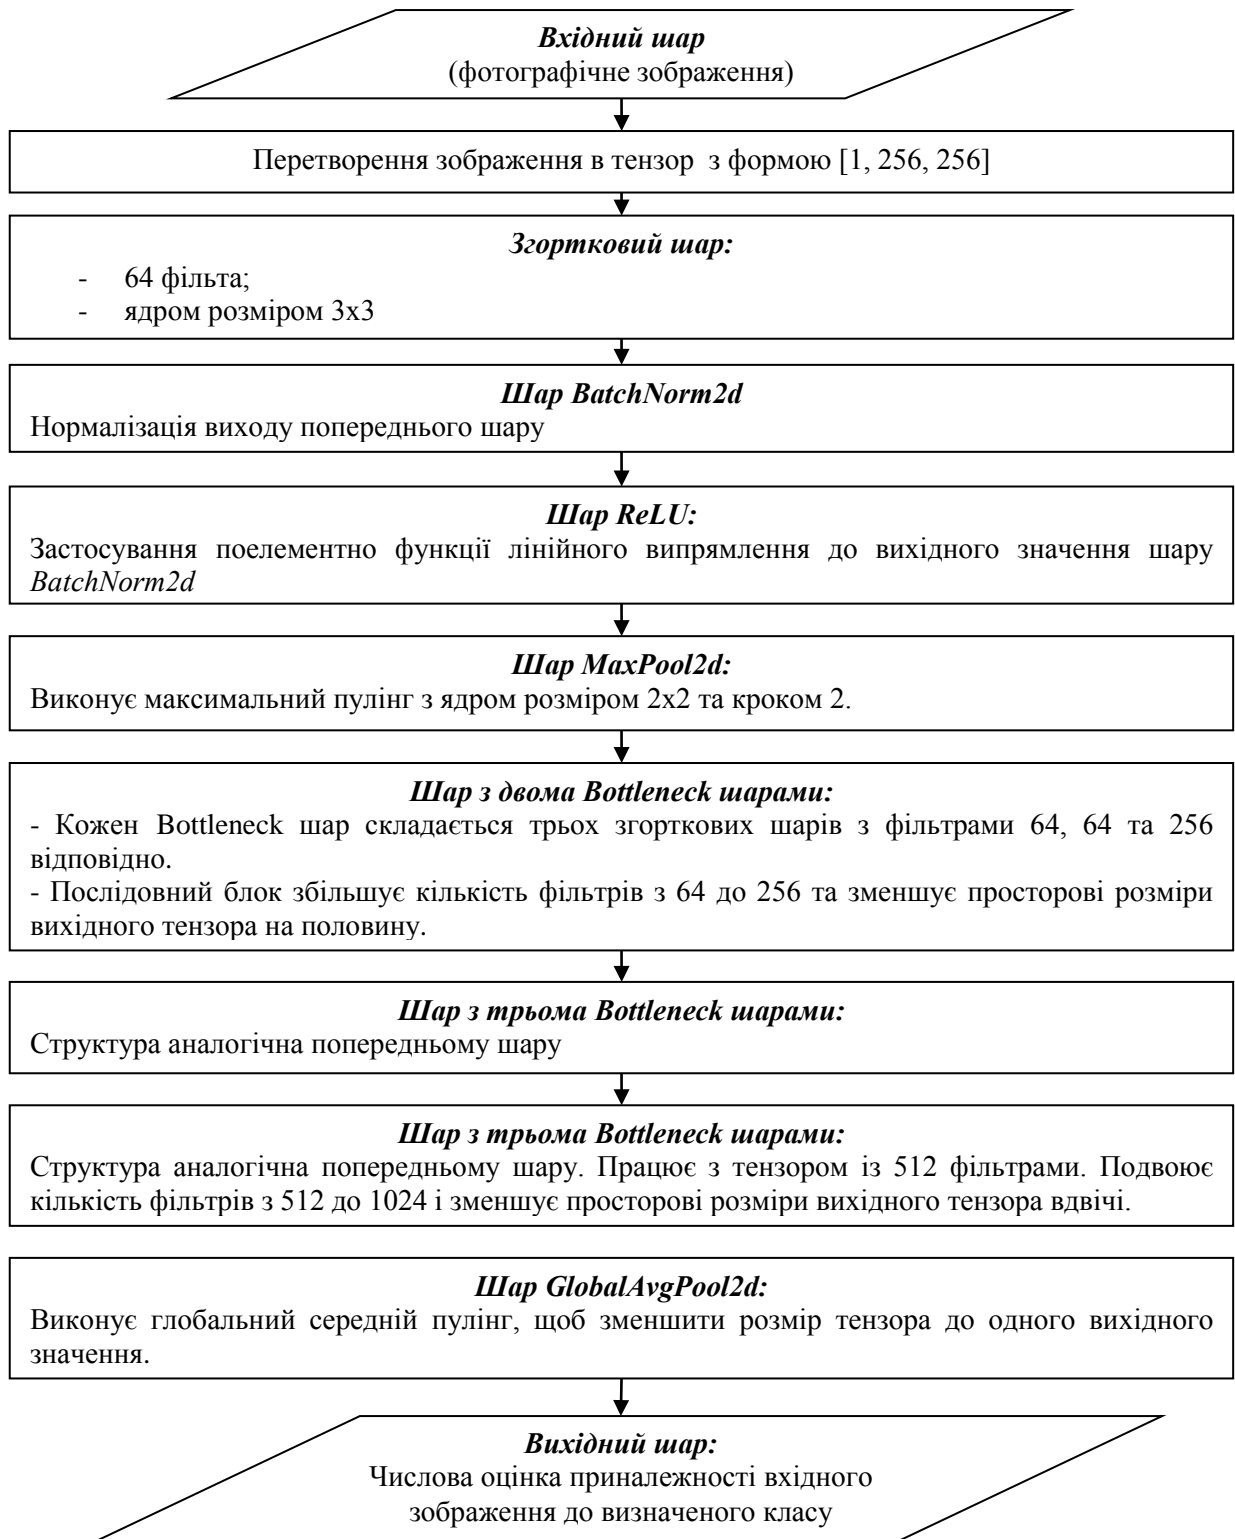 Вхідний шар
(фотографічне зображення)
Перетворення зображення в тензор з формою [1, 256, 256]
Згортковий шар:
- 64 фільта;
- ядром розміром 3х3
Шар BatchNorm2d
Нормалізація виходу попереднього шару
Шар ReLU:
Застосування поелементно функції лінійного випрямлення до вихідного значення шару
BatchNorm2d
Шар MaxPool2d:
Виконує максимальний пулінг з ядром розміром 2х2 та кроком 2.
Шар з двома Bottleneck шарами:
- Кожен Bottleneck шар складається трьох згорткових шарів з фільтрами 64, 64 та 256
відповідно.
- Послідовний блок збільшує кількість фільтрів з 64 до 256 та зменшує просторові розміри
вихідного тензора на половину.
Шар з трьома Bottleneck шарами:
Структура аналогічна попередньому шару
Шар з трьома Bottleneck шарами:
Структура аналогічна попередньому шару. Працює з тензором із 512 фільтрами. Подвоює
кількість фільтрів з 512 до 1024 і зменшує просторові розміри вихідного тензора вдвічі.
Шар GlobalAvgPool2d:
Виконує глобальний середній пулінг, щоб зменшити розмір тензора до одного вихідного
значення.
Вихідний шар:
Числова оцінка приналежності вхідного
зображення до визначеного класу